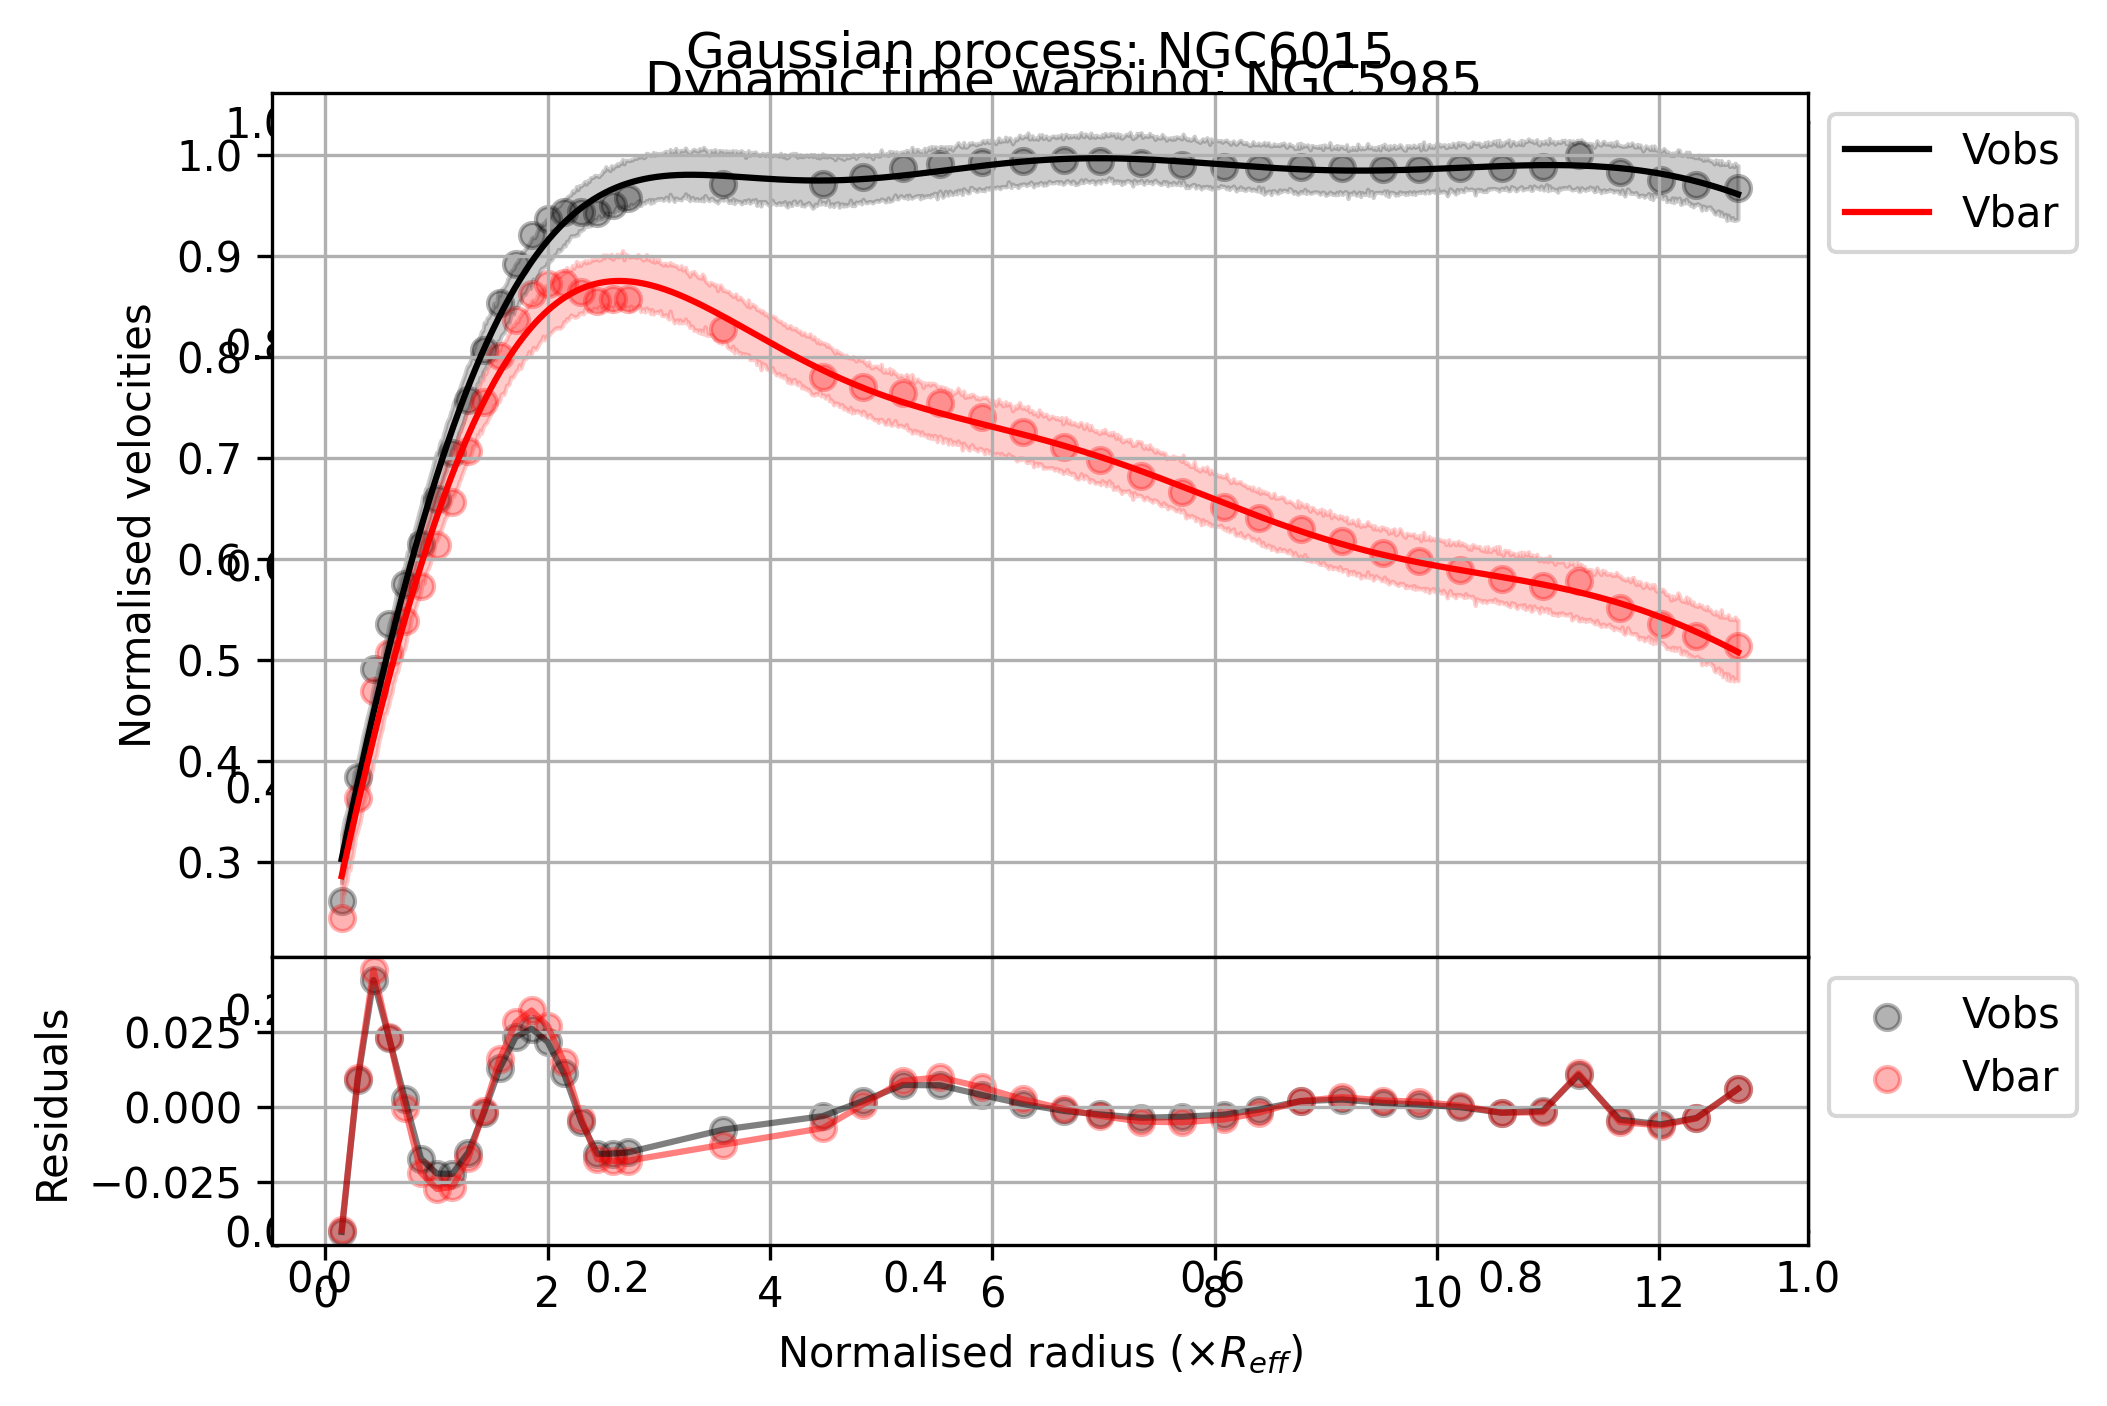 Gaussian process: NGC6015
Dynamic time warping: NGC5985
Normalised velocities
1.0
0.9
0.8
0.7
0.6
0.5
0.4
0.3
Vobs
Vbar
Residuals
0.025
0.000
−0.025
Vobs
Vbar
0.0 0.2 0.4 0.6 0.8 1.0
0 2 4 6 8 10 12
Normalised radius (×R_eff)